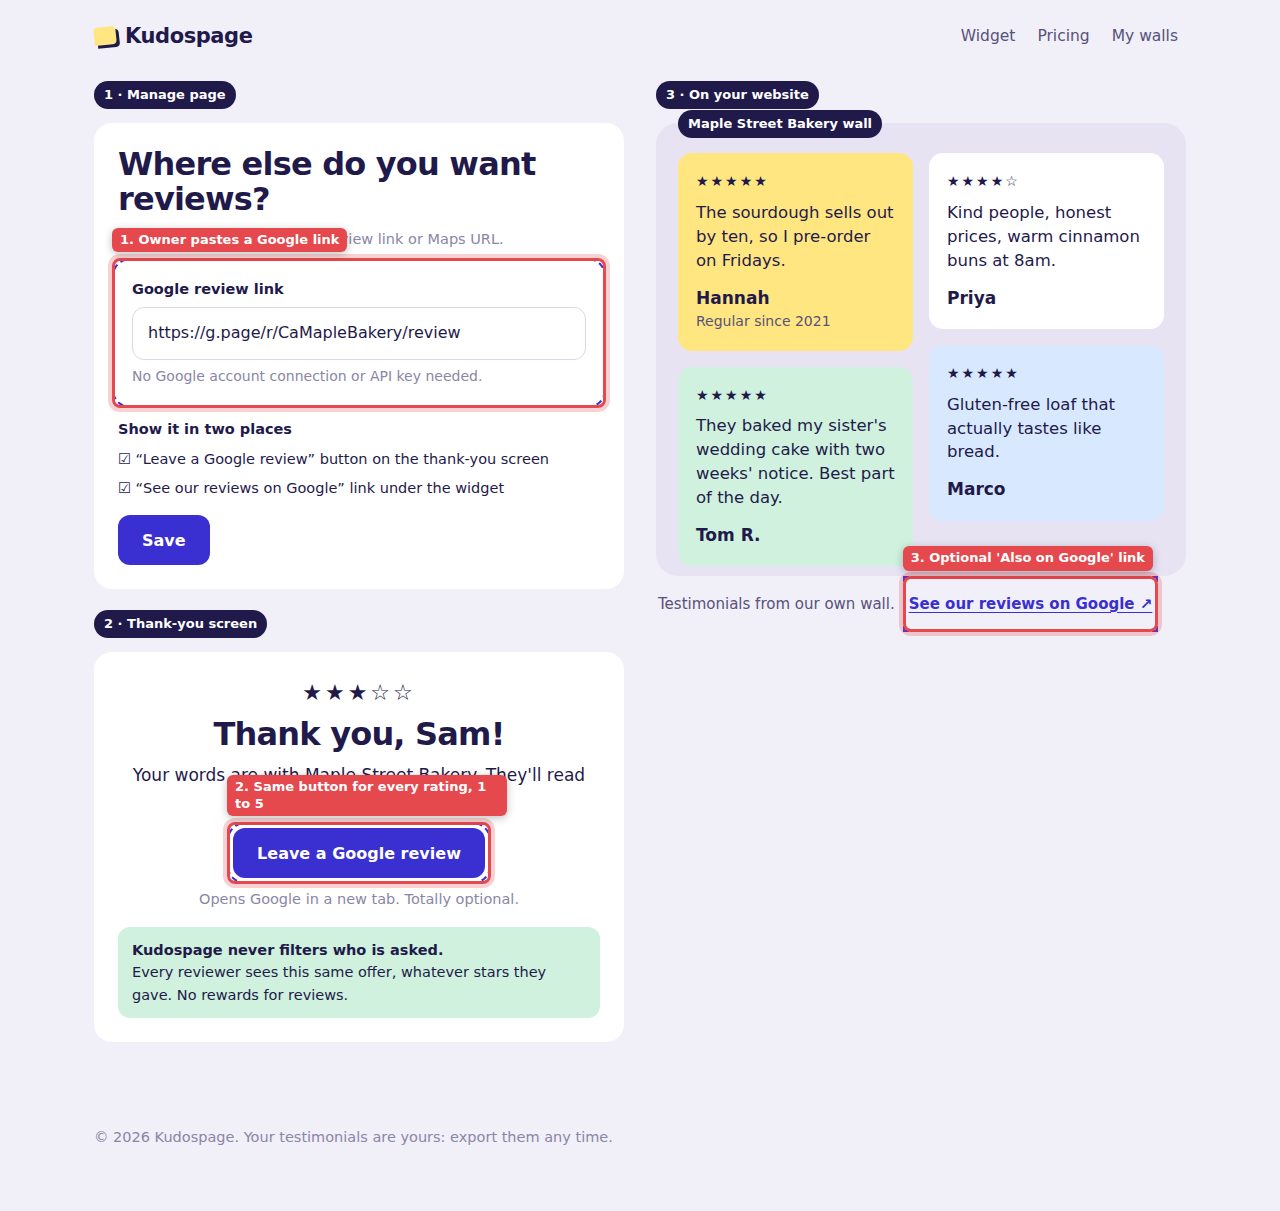 Kudospage
Widget Pricing My walls
1 · Manage page
Where else do you want
reviews?
1. Owner pastes a Google link
link or Maps URL.
Google review link
https://g.page/r/CaMapleBakery/review
No Google account connection or API key needed.
Show it in two places
☑ “Leave a Google review” button on the thank-you screen
☑ “See our reviews on Google” link under the widget
Save
2 · Thank-you screen
★★★☆☆
Thank you, Sam!
Your words are with Maple Street Bakery. They'll read
2. Same button for every rating, 1
to 5
Leave a Google review
Opens Google in a new tab. Totally optional.
Kudospage never filters who is asked.
Every reviewer sees this same offer, whatever stars they
gave. No rewards for reviews.
3 · On your website
Maple Street Bakery wall
★★★★★
The sourdough sells out
by ten, so I pre-order
on Fridays.
Hannah
Regular since 2021
★★★★★
They baked my sister's
wedding cake with two
weeks' notice. Best part
of the day.
Tom R.
★★★★☆
Kind people, honest
prices, warm cinnamon
buns at 8am.
Priya
★★★★★
Gluten-free loaf that
actually tastes like
bread.
Marco
3. Optional 'Also on Google' link
Testimonials from our own wall. See our reviews on Google ↗
© 2026 Kudospage. Your testimonials are yours: export them any time.